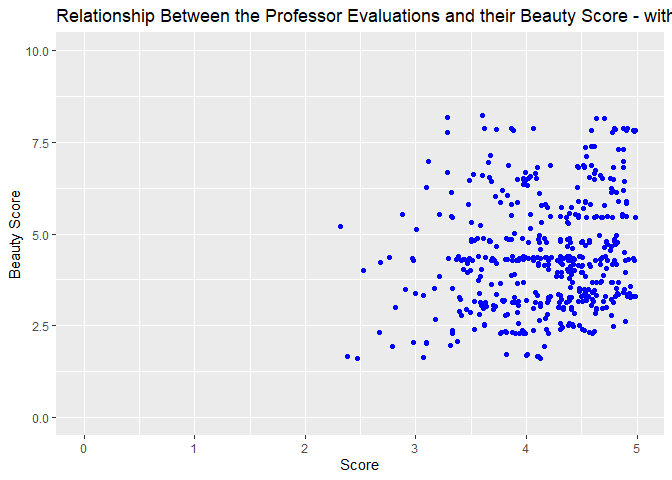 Relationship Between the Professor Evaluations and their Beauty Score - with
10.0
7.5
5.0
2.5
0.0
Beauty Score
0 1 2 3 4 5
Score